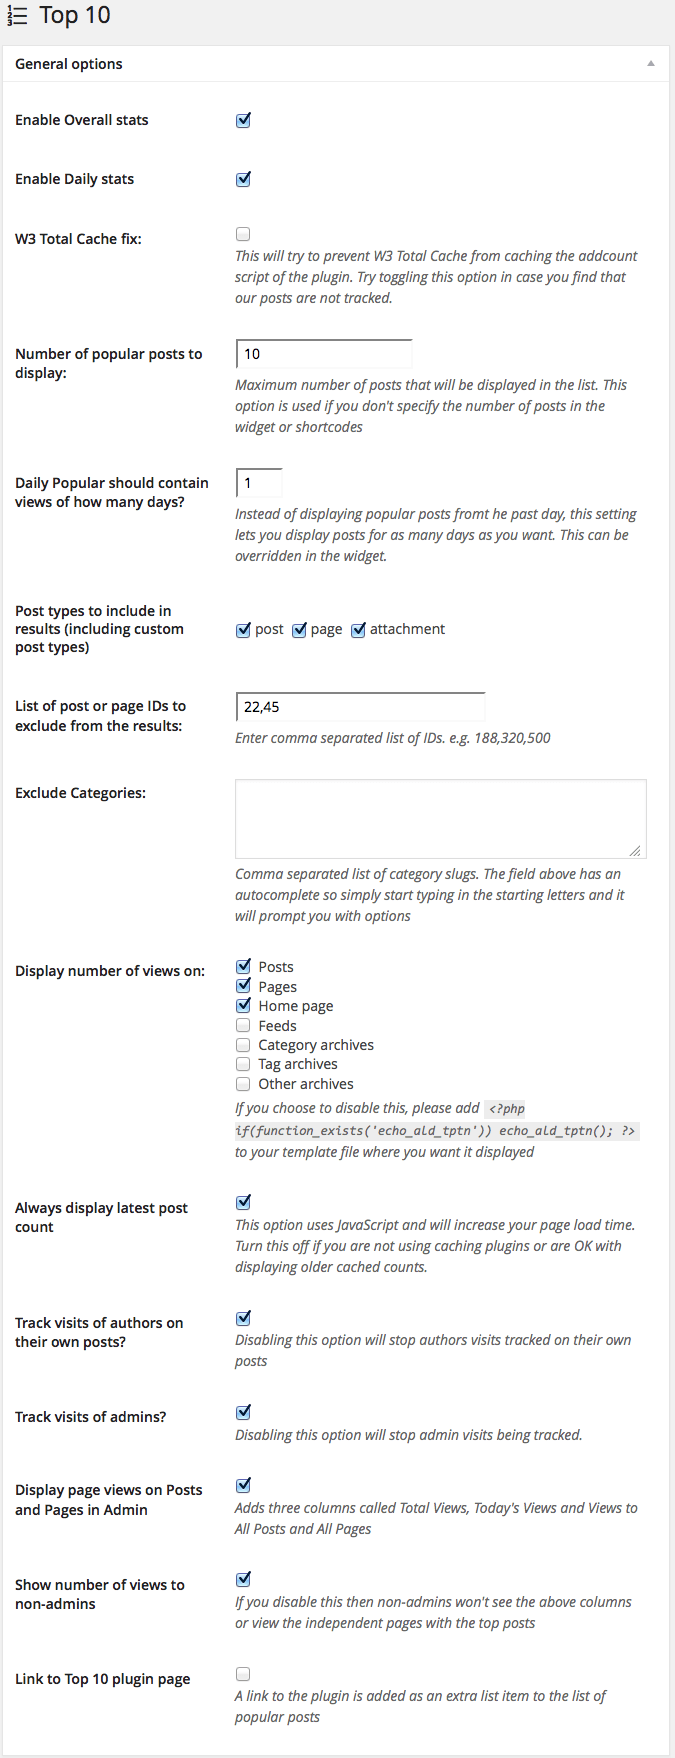 Top 10
General options
Enable Overall stats
Enable Daily stats
W3 Total Cache fix:
This will try to prevent W3 Total Cache from caching the addcount
script of the plugin. Try toggling this option in case you find that
our posts are not tracked.
Number of popular posts to
display:
10
Maximum number of posts that will be displayed in the list. This
option is used if you don't specify the number of posts in the
widget or shortcodes
Daily Popular should contain
views of how many days?
1
Instead of displaying popular posts fromt he past day, this setting
lets you display posts for as many days as you want. This can be
overridden in the widget.
Post types to include in
results (including custom
post types)
post page attachment
List of post or page IDs to
exclude from the results:
22,45
Enter comma separated list of IDs. e.g. 188,320,500
Exclude Categories:
Comma separated list of category slugs. The field above has an
autocomplete so simply start typing in the starting letters and it
will prompt you with options
Display number of views on:
Posts
Pages
Home page
Feeds
Category archives
Tag archives
Other archives
If you choose to disable this, please add <?php
if(function_exists('echo_ald_tptn')) echo_ald_tptn(); ?>
to your template file where you want it displayed
Always display latest post
count
This option uses JavaScript and will increase your page load time.
Turn this off if you are not using caching plugins or are OK with
displaying older cached counts.
Track visits of authors on
their own posts?
Disabling this option will stop authors visits tracked on their own
posts
Track visits of admins?
Disabling this option will stop admin visits being tracked.
Display page views on Posts
and Pages in Admin
Adds three columns called Total Views, Today's Views and Views to
All Posts and All Pages
Show number of views to
non-admins
If you disable this then non-admins won't see the above columns
or view the independent pages with the top posts
Link to Top 10 plugin page
A link to the plugin is added as an extra list item to the list of
popular posts